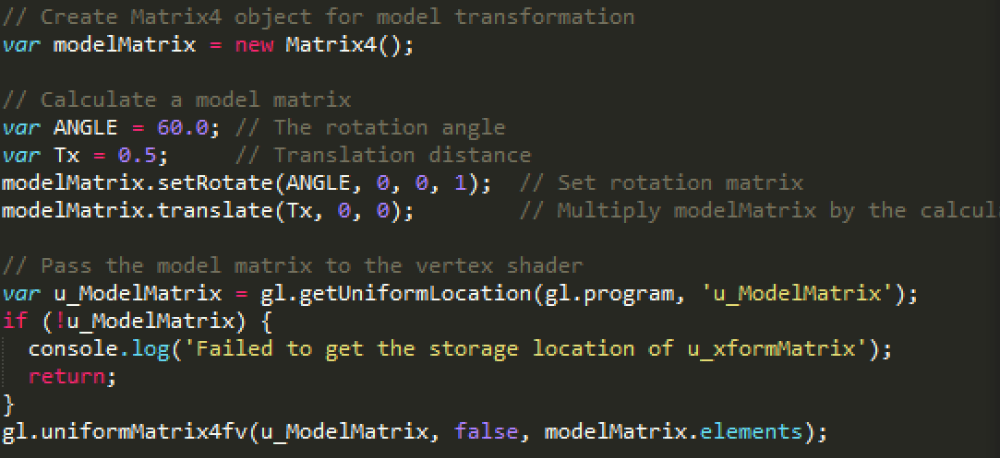 // Create Matrix4 object for model transformation
var modelMatrix = new Matrix4();
// Calculate a model matrix
var ANGLE = 60.0; // The rotation angle
var Tx = 0.5;     // Translation distance
modelMatrix.setRotate(ANGLE, 0, 0, 1);  // Set rotation matrix
modelMatrix.translate(Tx, 0, 0);        // Multiply modelMatrix by the calcul
// Pass the model matrix to the vertex shader
var u_ModelMatrix = gl.getUniformLocation(gl.program, 'u_ModelMatrix');
if (!u_ModelMatrix) {
  console.log('Failed to get the storage location of u_xformMatrix');
  return;
}
gl.uniformMatrix4fv(u_ModelMatrix, false, modelMatrix.elements);